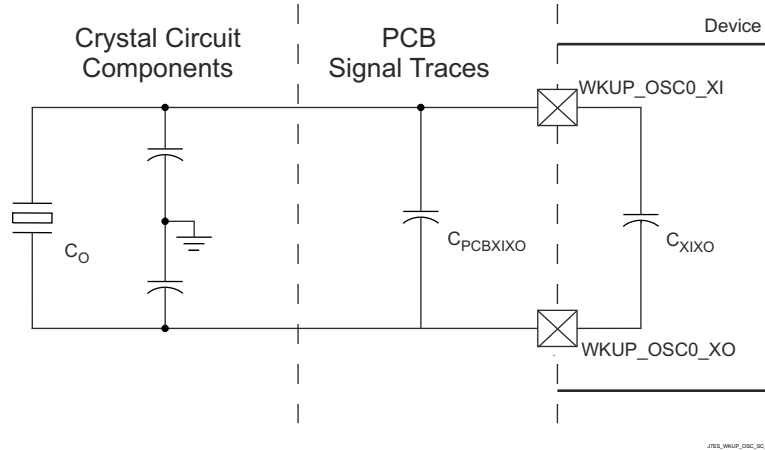 Crystal Circuit
Components
PCB
Signal Traces
Device
WKUP_OSC0_XI
CO
CPCBXIXO
CXIXO
WKUP_OSC0_XO